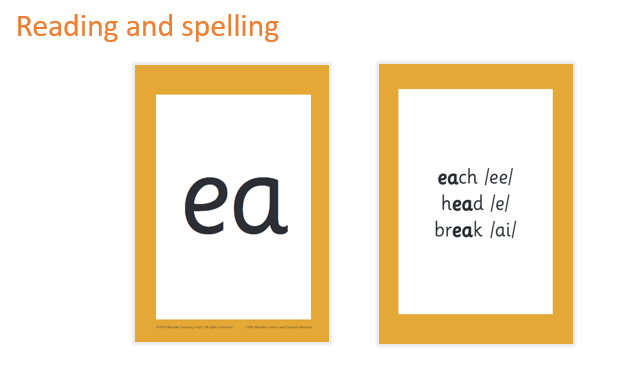 Reading and spelling
ea
each /ee/
head /e/
break /ai/